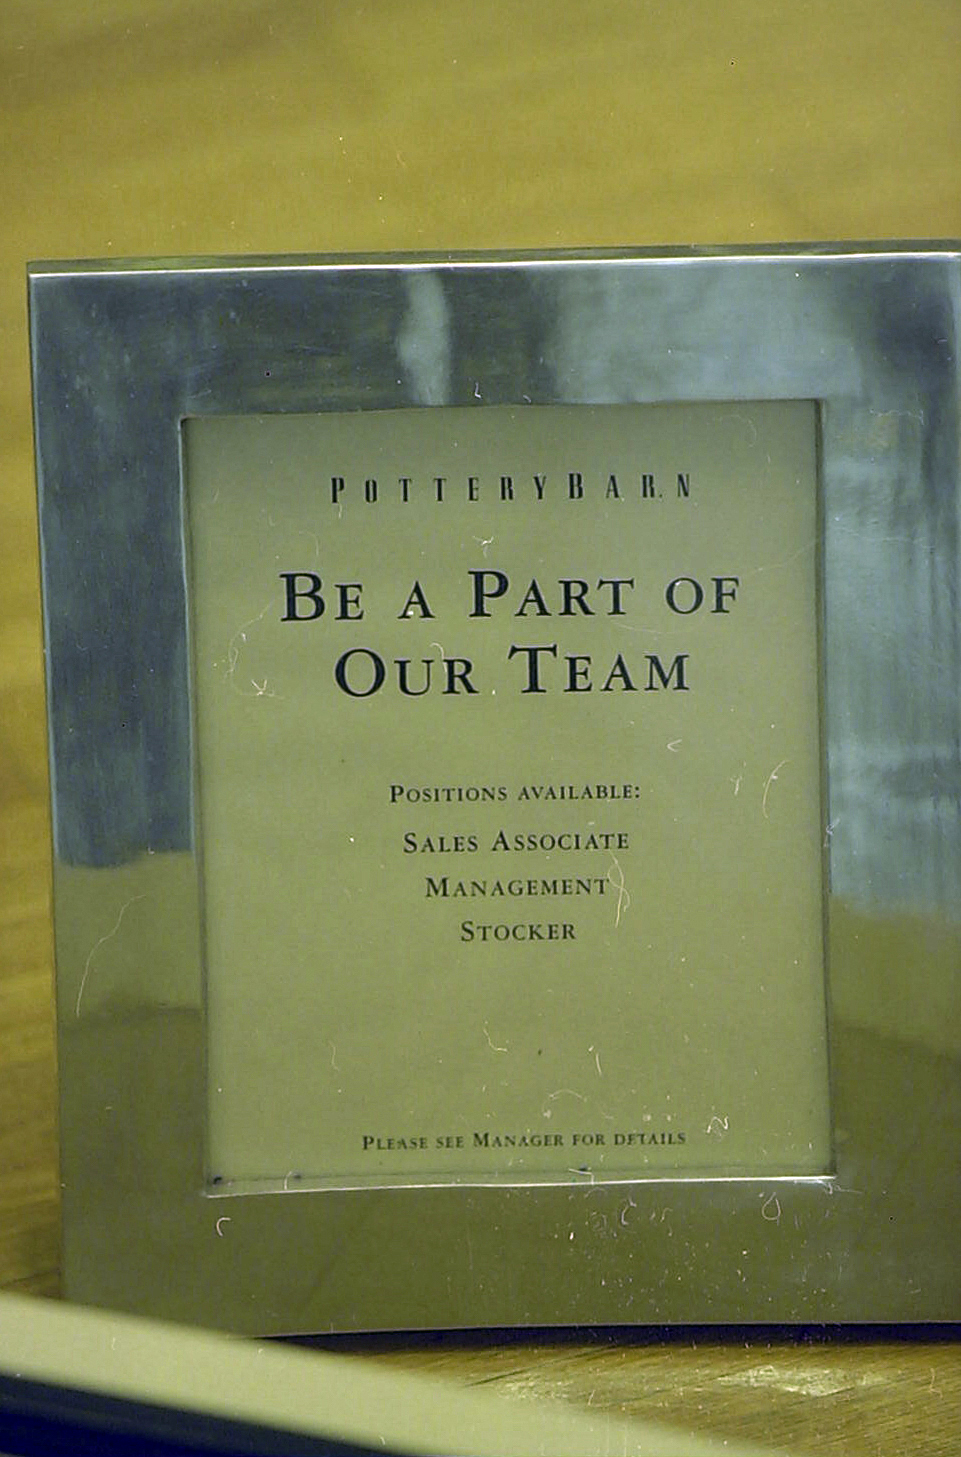 POTTERYBARN
BE A PART OF
OUR TEAM
POSITIONS AVAILABLE:
SALES ASSOCIATE
MANAGEMENT
STOCKER
PLEASE SEE MANAGER FOR DETAILS